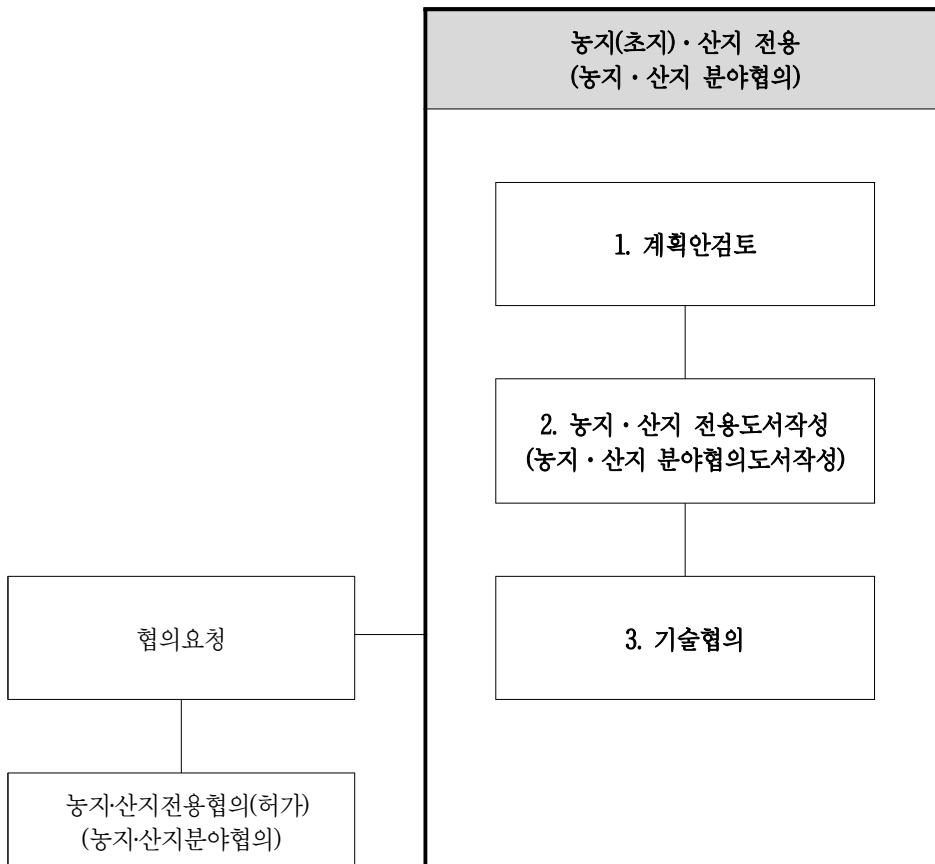 농지(초지)·산지 전용
(농지·산지 분야협의)
1. 계획안검토
2. 농지·산지 전용도서작성
(농지·산지 분야협의도서작성)
협의요청
3. 기술협의
농지·산지전용협의(허가)
(농지·산지분야협의)